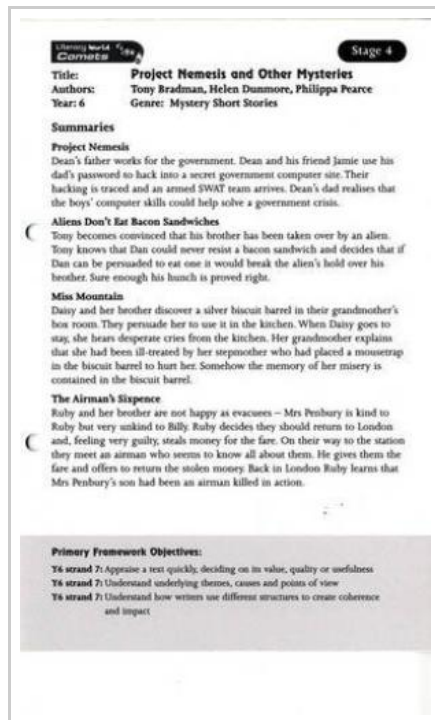 Literacy World
Comets
Stage 4
Title: Project Nemesis and Other Mysteries
Authors: Tony Bradman, Helen Dunmore, Philippa Pearce
Year: 6 Genre: Mystery Short Stories
Summaries
Project Nemesis
Dean's father works for the government. Dean and his friend Jamie use his
dad's password to hack into a secret government computer site. Their
hacking is traced and an armed SWAT team arrives. Dean's dad realises that
the boys' computer skills could help solve a government crisis.
Aliens Don't Eat Bacon Sandwiches
Tony becomes convinced that his brother has been taken over by an alien.
Tony knows that Dan could never resist a bacon sandwich and decides that if
Dan can be persuaded to eat one it would break the alien's hold over his
brother. Sure enough his hunch is proved right.
Miss Mountain
Daisy and her brother discover a silver biscuit barrel in their grandmother's
box room. They persuade her to use it in the kitchen. When Daisy goes to
stay, she hears desperate cries from the kitchen. Her grandmother explains
that she had been ill-treated by her stepmother who had placed a mousetrap
in the biscuit barrel to hurt her. Somehow the memory of her misery is
contained in the biscuit barrel.
The Airman's Sixpence
Ruby and her brother are not happy as evacuees – Mrs Penbury is kind to
Ruby but very unkind to Billy. Ruby decides they should return to London
and, feeling very guilty, steals money for the fare. On their way to the station
they meet an airman who seems to know all about them. He gives them the
fare and offers to return the stolen money. Back in London Ruby learns that
Mrs Penbury's son had been an airman killed in action.
Primary Framework Objectives:
Y6 strand 7: Appraise a text quickly, deciding on its value, quality or usefulness
Y6 strand 7: Understand underlying themes, causes and points of view
Y6 strand 7: Understand how writers use different structures to create coherence
and impact